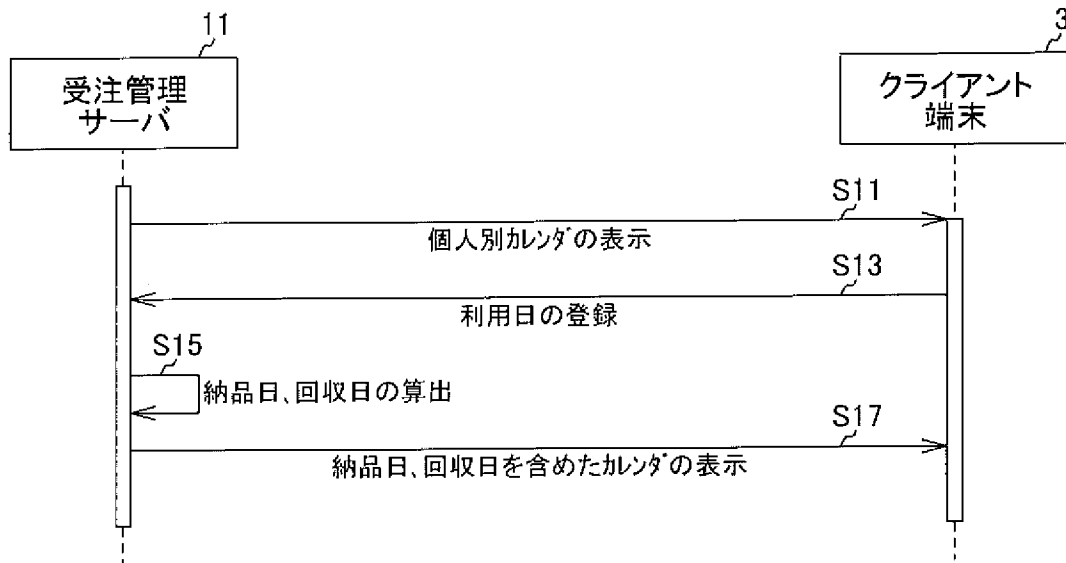 11
受注管理
サーバ
3
クライアント
端末
S11
個人別カレンダの表示
S13
利用日の登録
S15
納品日、回収日の算出
S17
納品日、回収日を含めたカレンダの表示